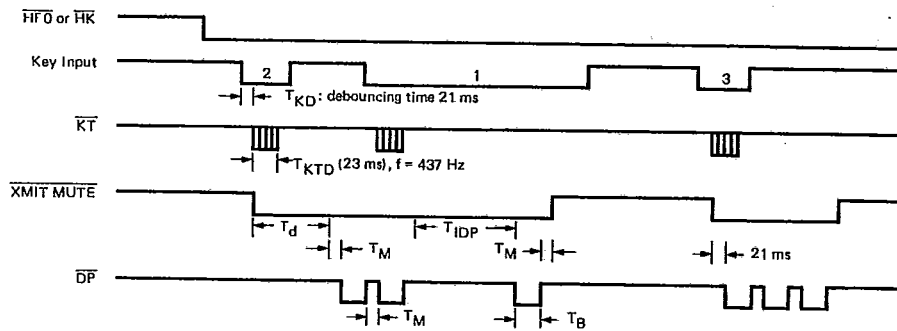 HFO or HK
Key Input
2
1
3
TKD: debouncing time 21 ms
KT
TKTD (23 ms), f = 437 Hz
XMIT MUTE
Td
TIDP
TM
TM
21 ms
DP
TM
TB